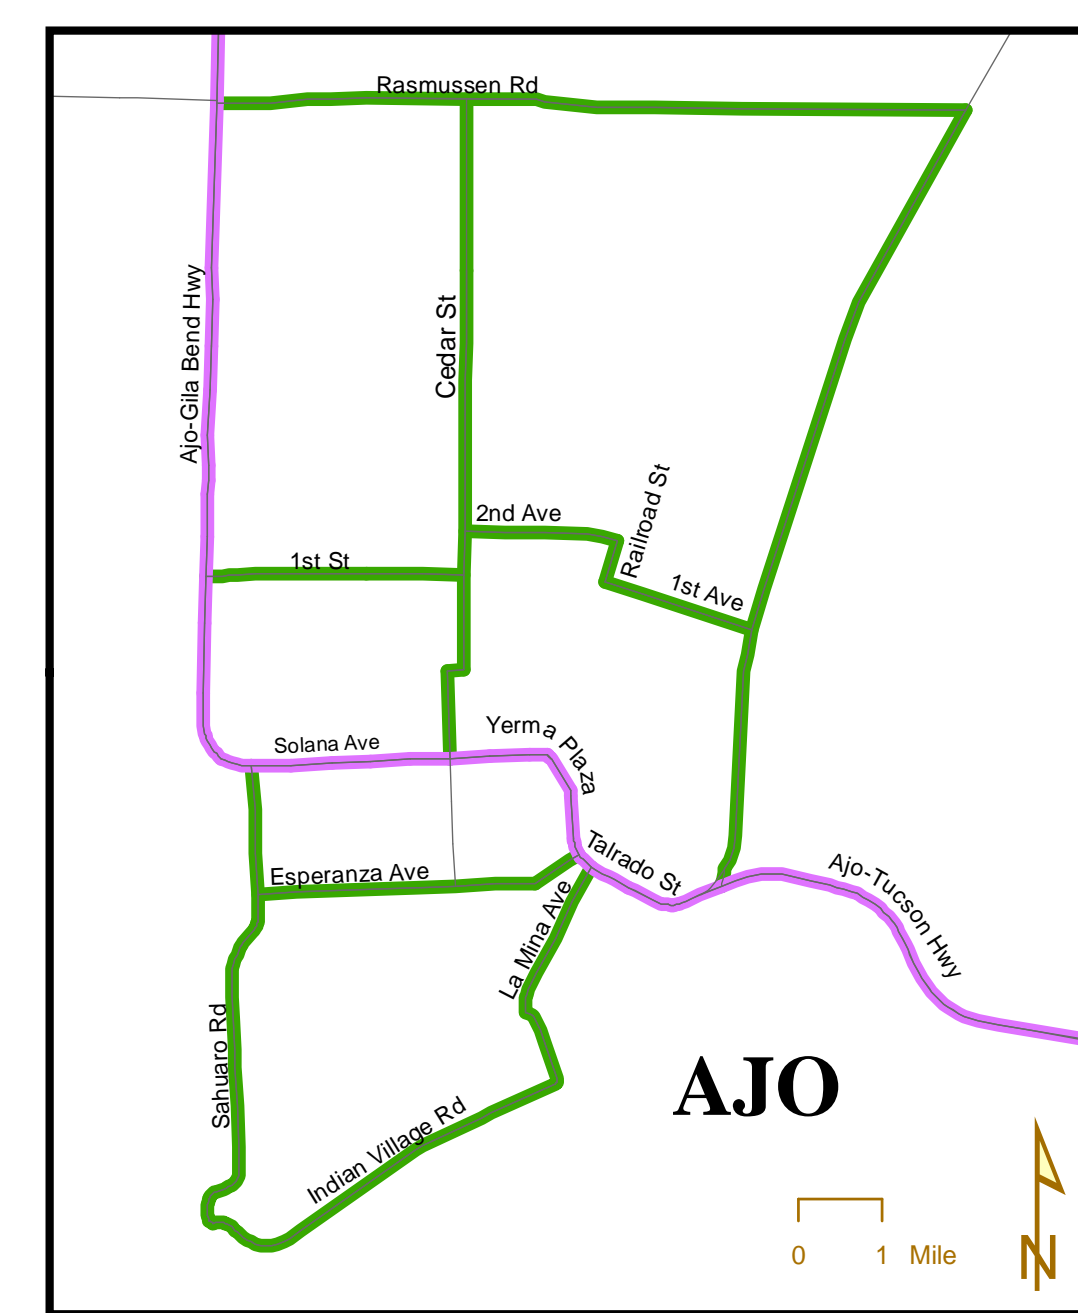 Rasmussen Rd
Ajo-Gila Bend Hwy
Cedar St
2nd Ave
Railroad St
1st St
1st Ave
Yerma Plaza
Solana Ave
Talrado St
Esperanza Ave
Ajo-Tucson Hwy
La Mina Ave
Sahuaro Rd
AJO
Indian Village Rd
0 1 Mile
N